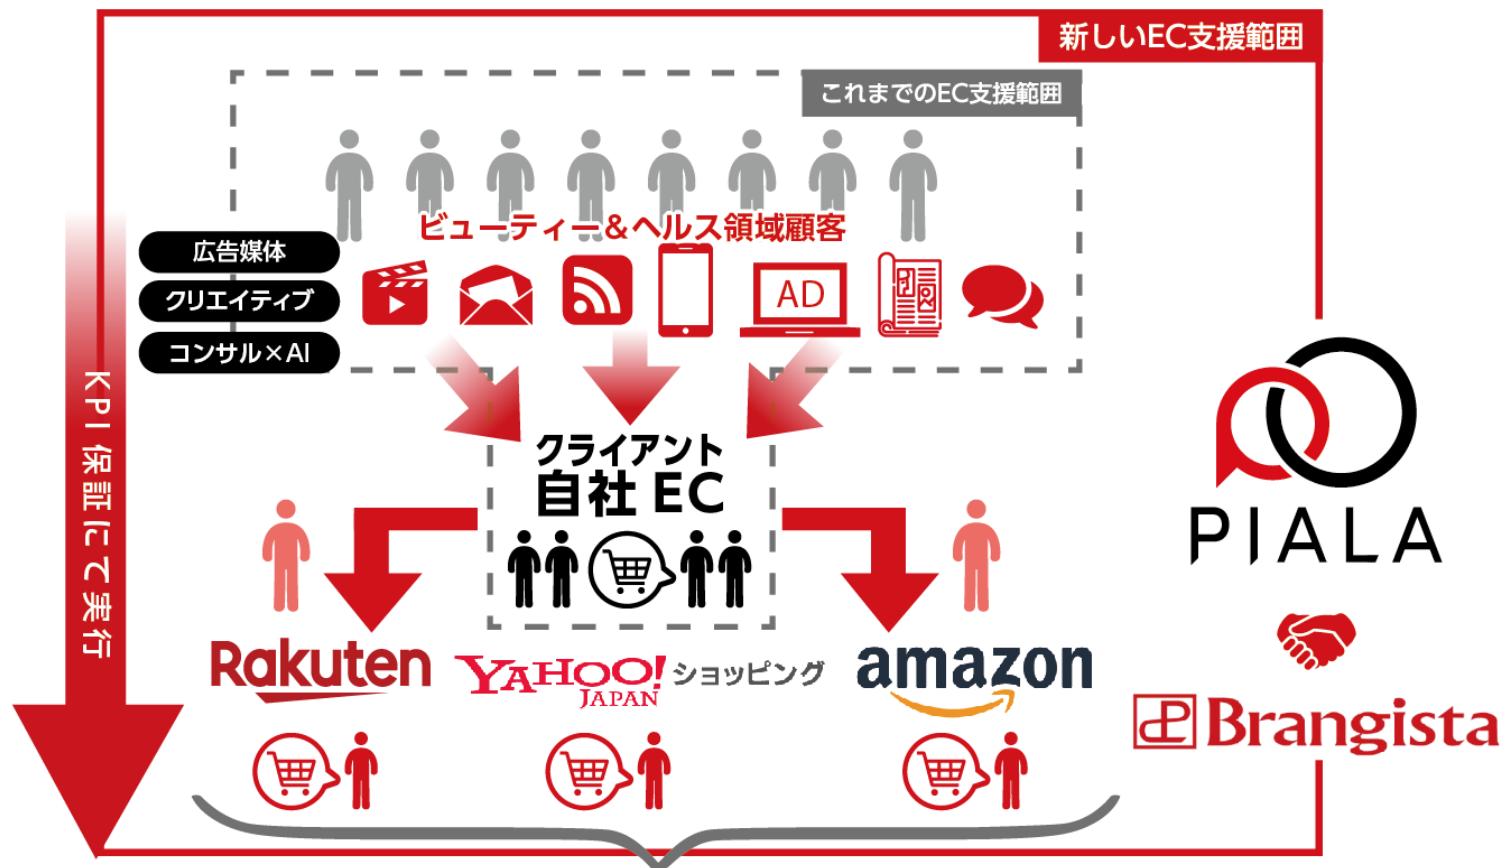 新しいEC支援範囲
これまでのEC支援範囲
ビューティー&ヘルス領域顧客
広告媒体
クリエイティブ
コンサル×AI
AD
KPI保証にて実行
クライアント
自社 EC
PIALA
Rakuten
YAHOO!
JAPAN
ショッピング
amazon
Brangista